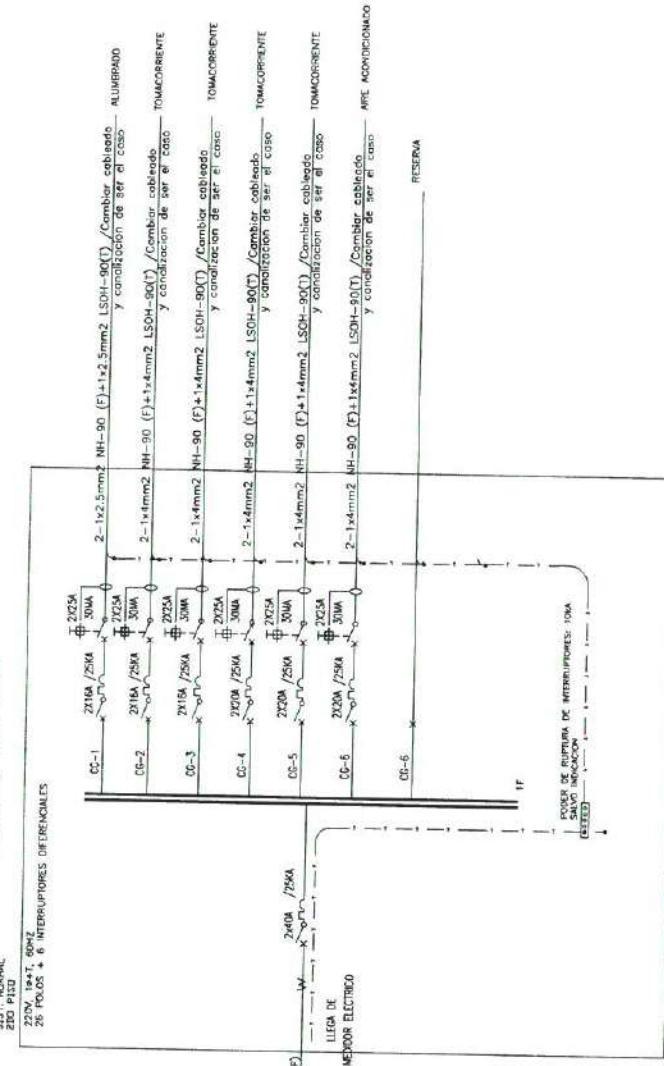 SIST. NORMAL
2DO PISO
220V, 1Ø+T, 60HZ
26 POLOS + 6 INTERRUPTORES DIFERENCIALES
F)
LLEGA DE
MEDIDOR ELÉCTRICO
2x40A /25KA
CG-1
2X16A /25KA
2X25A
30MA
2-1x2.5mm2 NH-90 (F)+1x2.5mm2 LSOH-90(T) /Cambiar cableado
y canalizacion de ser el caso
ALUMBRADO
CG-2
2X16A /25KA
2X25A
30MA
2-1x4mm2 NH-90 (F)+1x4mm2 LSOH-90(T) /Cambiar cableado
y canalizacion de ser el caso
TOMACORRIENTE
CG-3
2X16A /25KA
2X25A
30MA
2-1x4mm2 NH-90 (F)+1x4mm2 LSOH-90(T) /Cambiar cableado
y canalizacion de ser el caso
TOMACORRIENTE
CG-4
2X20A /25KA
2X25A
30MA
2-1x4mm2 NH-90 (F)+1x4mm2 LSOH-90(T) /Cambiar cableado
y canalizacion de ser el caso
TOMACORRIENTE
CG-5
2X20A /25KA
2X25A
30MA
2-1x4mm2 NH-90 (F)+1x4mm2 LSOH-90(T) /Cambiar cableado
y canalizacion de ser el caso
TOMACORRIENTE
CG-6
2X20A /25KA
2X25A
30MA
2-1x4mm2 NH-90 (F)+1x4mm2 LSOH-90(T) /Cambiar cableado
y canalizacion de ser el caso
AIRE ACONDICIONADO
CG-6
RESERVA
1F
PODER DE RUPTURA DE INTERRUPTORES: 10KA
SALVO INDICACION